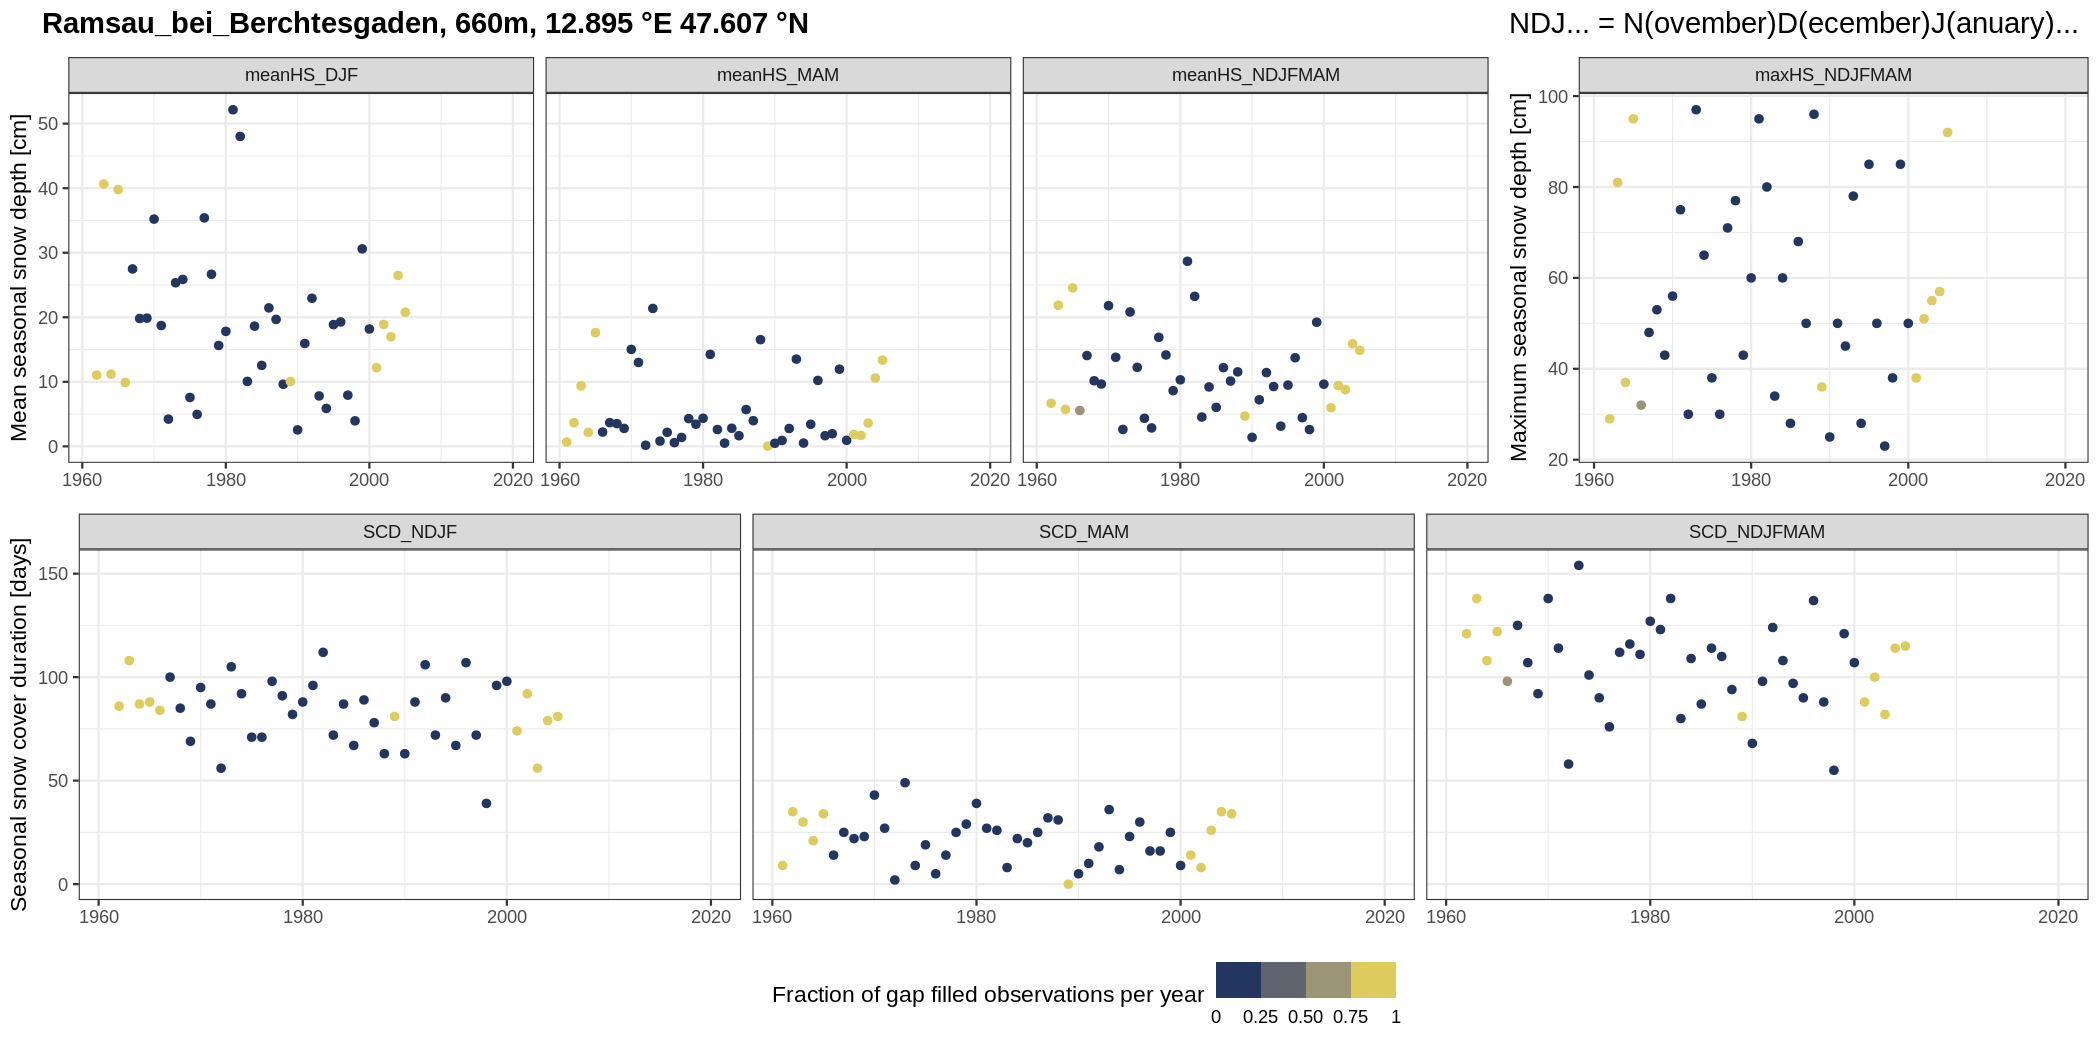 Ramsau_bei_Berchtesgaden, 660m, 12.895 °E 47.607 °N
NDJ... = N(ovember)D(ecember)J(anuary)...
meanHS_DJF
meanHS_MAM
meanHS_NDJFMAM
maxHS_NDJFMAM
Mean seasonal snow depth [cm]
50
40
30
20
10
0
1960 1980 2000 2020
1960 1980 2000 2020
1960 1980 2000 2020
Maximum seasonal snow depth [cm]
100
80
60
40
20
1960 1980 2000 2020
SCD_NDJF
SCD_MAM
SCD_NDJFMAM
Seasonal snow cover duration [days]
150
100
50
0
1960 1980 2000 2020
1960 1980 2000 2020
1960 1980 2000 2020
Fraction of gap filled observations per year
0 0.25 0.50 0.75 1